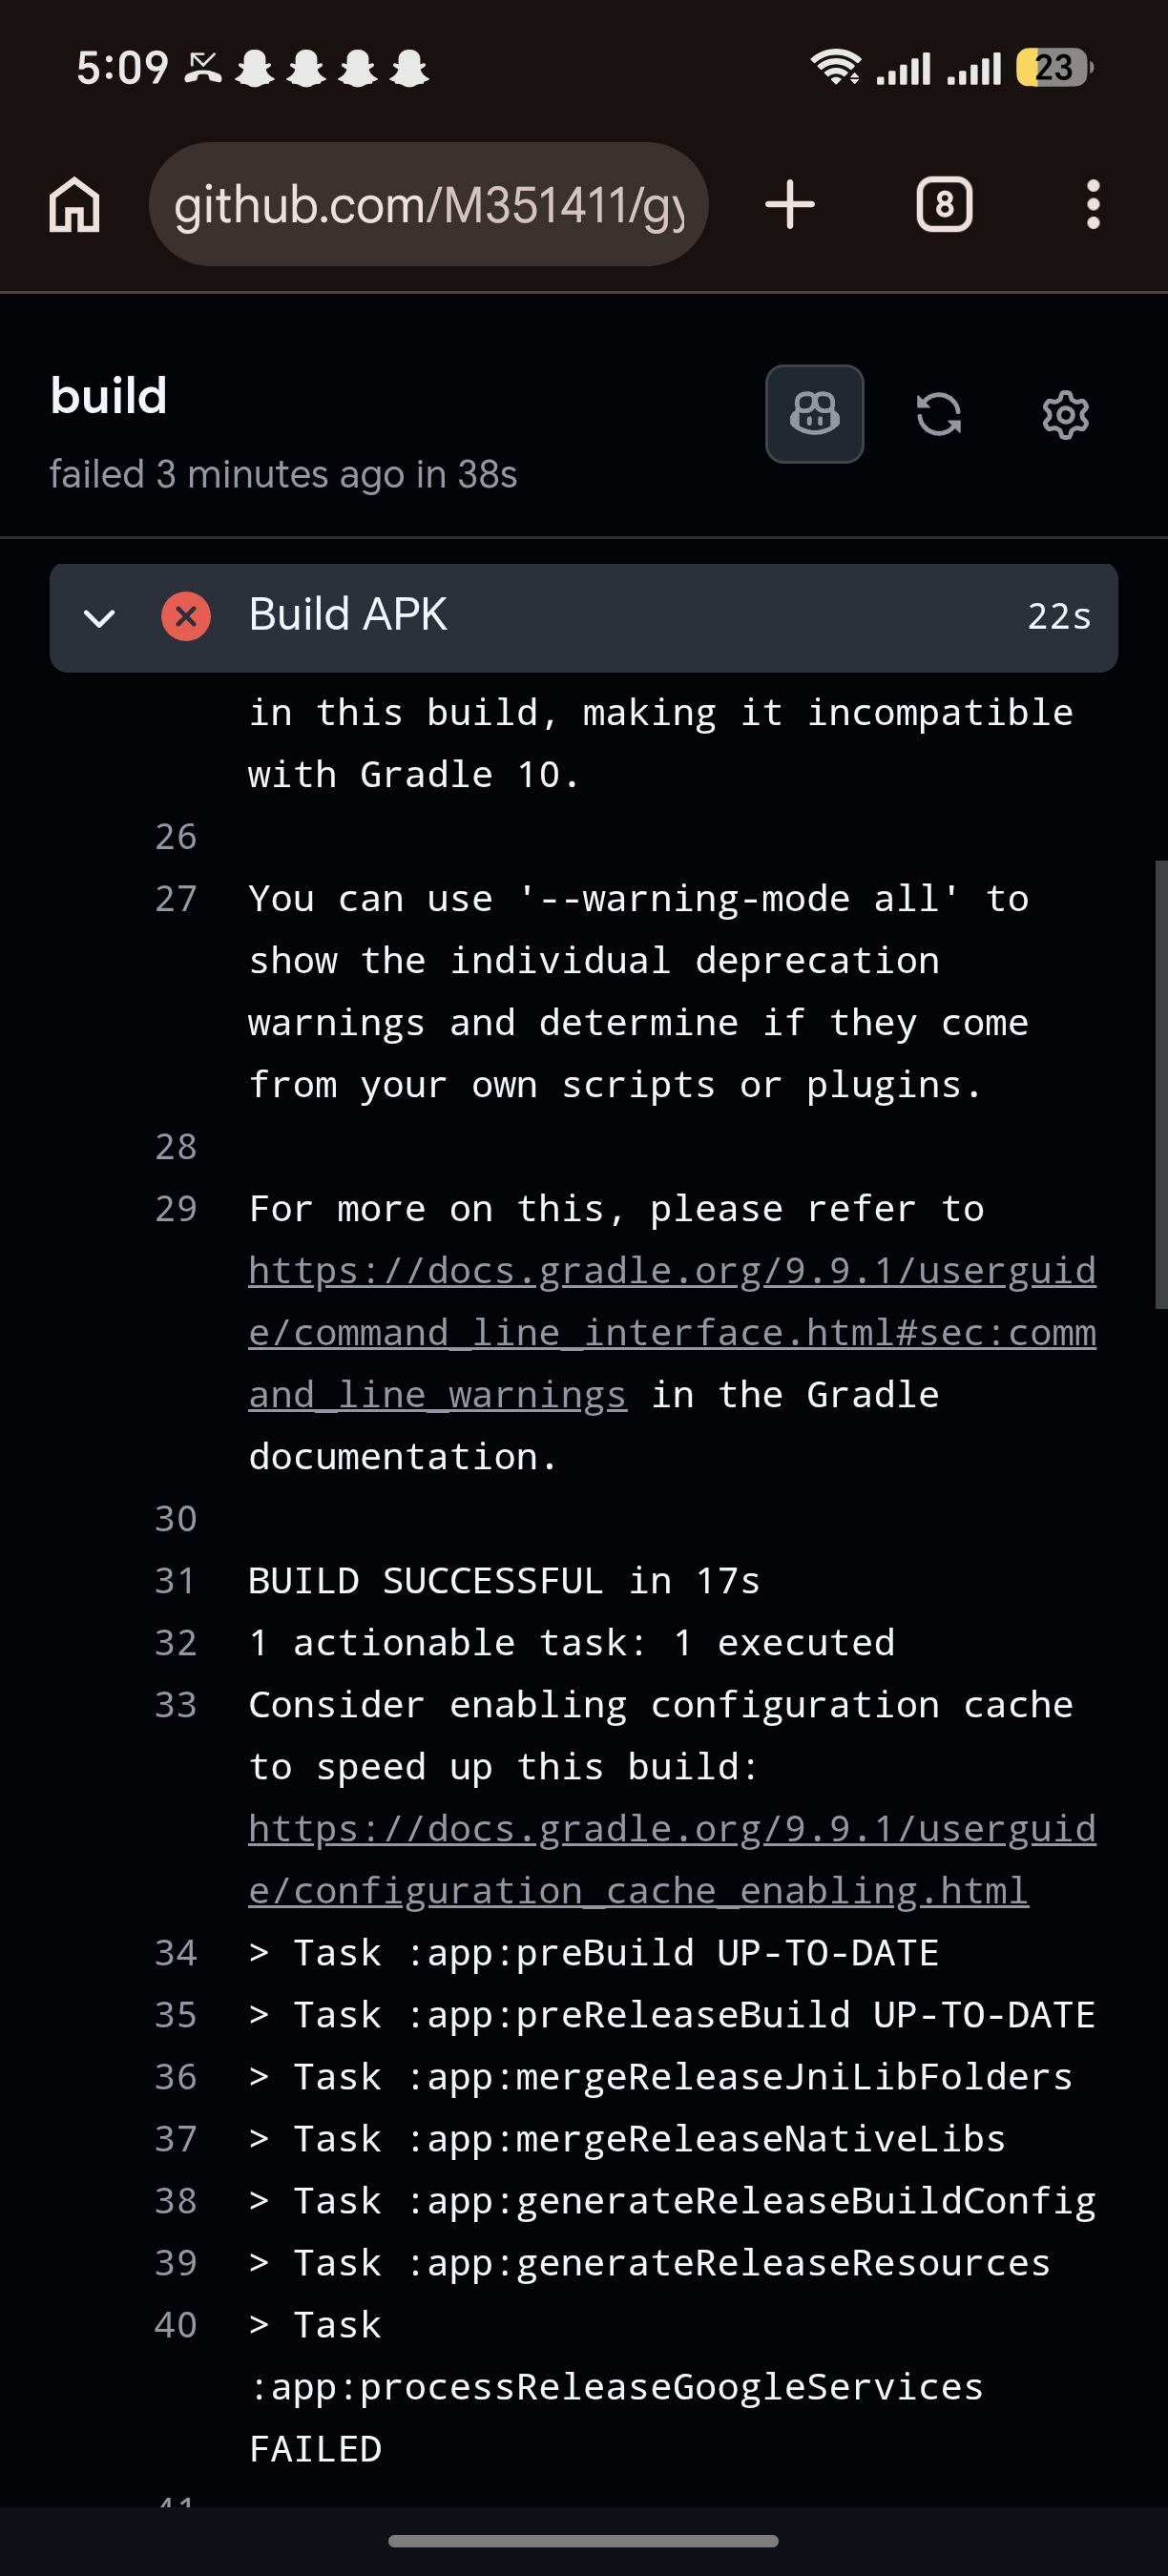 5:09
23
github.com/M351411/gy
8
build
failed 3 minutes ago in 38s
Build APK 22s
in this build, making it incompatible
with Gradle 10.
26
27 You can use '--warning-mode all' to
show the individual deprecation
warnings and determine if they come
from your own scripts or plugins.
28
29 For more on this, please refer to
https://docs.gradle.org/9.9.1/userguid
e/command_line_interface.html#sec:comm
and_line_warnings in the Gradle
documentation.
30
31 BUILD SUCCESSFUL in 17s
32 1 actionable task: 1 executed
33 Consider enabling configuration cache
to speed up this build:
https://docs.gradle.org/9.9.1/userguid
e/configuration_cache_enabling.html
34 > Task :app:preBuild UP-TO-DATE
35 > Task :app:preReleaseBuild UP-TO-DATE
36 > Task :app:mergeReleaseJniLibFolders
37 > Task :app:mergeReleaseNativeLibs
38 > Task :app:generateReleaseBuildConfig
39 > Task :app:generateReleaseResources
40 > Task
:app:processReleaseGoogleServices
FAILED
41